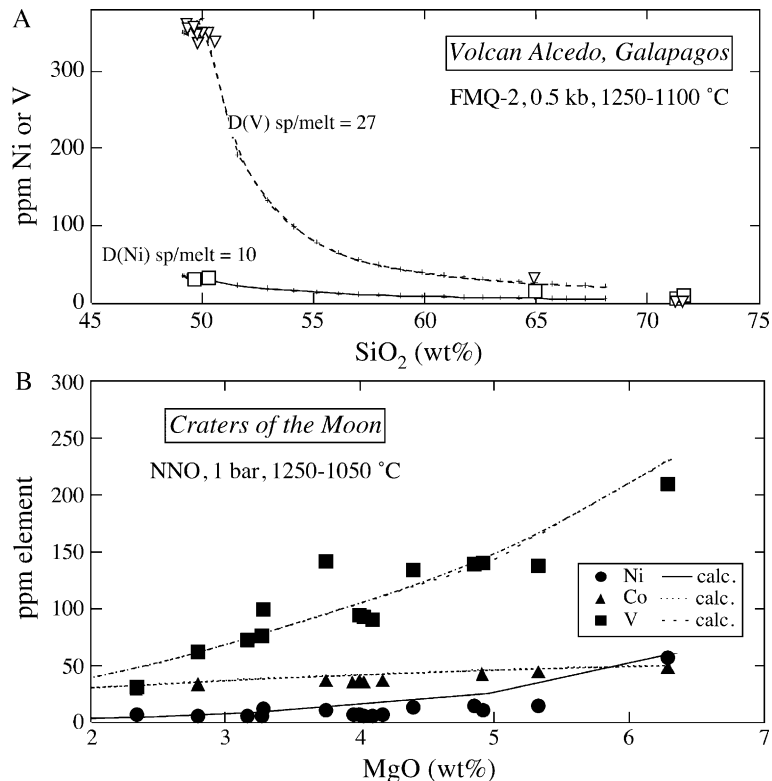 A
Volcan Alcedo, Galapagos
FMQ-2, 0.5 kb, 1250-1100 ˚C
D(V) sp/melt = 27
D(Ni) sp/melt = 10
ppm Ni or V
300
200
100
0
45 50 55 60 65 70 75
SiO2 (wt%)
B
Craters of the Moon
NNO, 1 bar, 1250-1050 ˚C
ppm element
300
250
200
150
100
50
0
Ni calc.
Co calc.
V calc.
2 3 4 5 6 7
MgO (wt%)